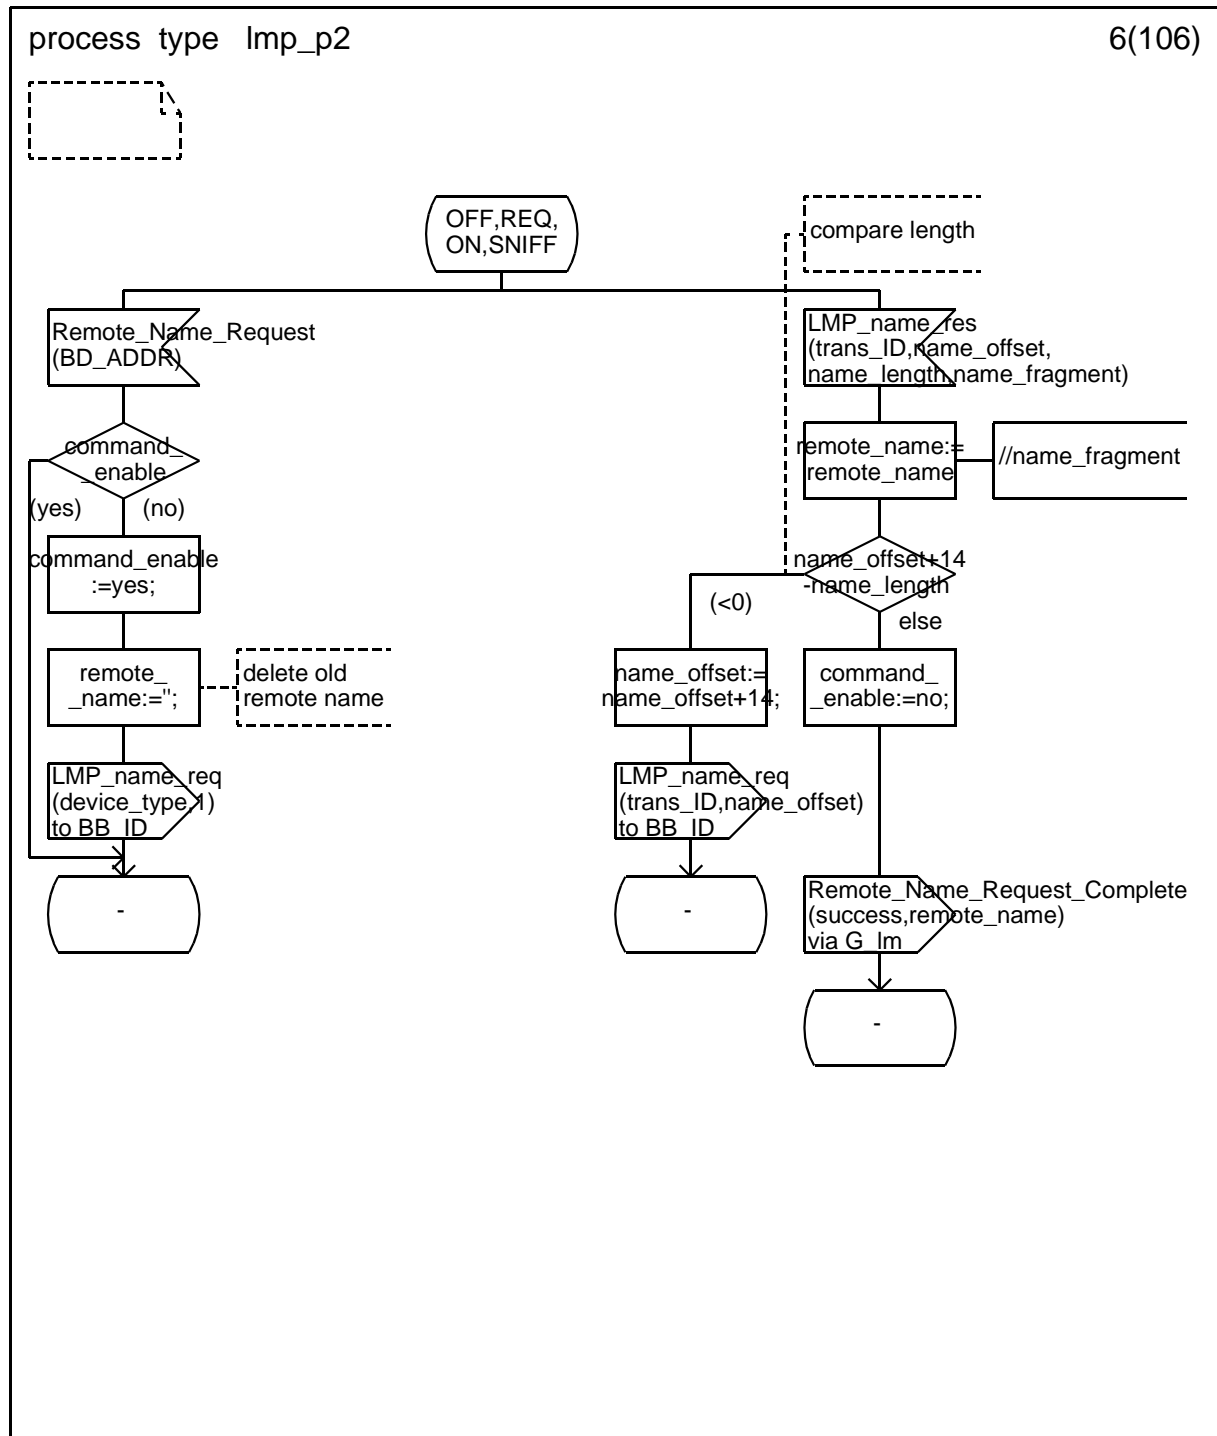 process type lmp_p2
6(106)
OFF,REQ,
ON,SNIFF
compare length
Remote_Name_Request
(BD_ADDR)
command_
_enable
(yes)
(no)
command_enable
:=yes;
remote_
_name:='';
delete old
remote name
LMP_name_req
(device_type,1)
to BB_ID
-
LMP_name_res
(trans_ID,name_offset,
name_length,name_fragment)
remote_name:=
remote_name
//name_fragment
name_offset+14
-name_length
(<0)
else
name_offset:=
name_offset+14;
LMP_name_req
(trans_ID,name_offset)
to BB_ID
-
command_
_enable:=no;
Remote_Name_Request_Complete
(success,remote_name)
via G_lm
-